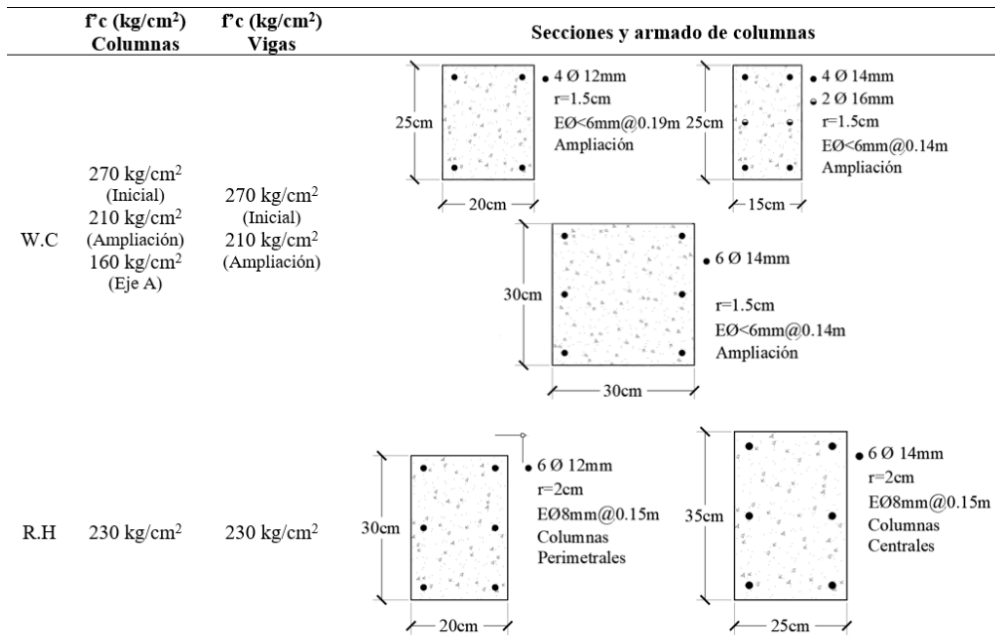 f'c (kg/cm²)
Columnas
f'c (kg/cm²)
Vigas
Secciones y armado de columnas
W.C
270 kg/cm²
(Inicial)
210 kg/cm²
(Ampliación)
160 kg/cm²
(Eje A)
270 kg/cm²
(Inicial)
210 kg/cm²
(Ampliación)
25cm
20cm
4 Ø 12mm
r=1.5cm
EØ<6mm@0.19m
Ampliación
25cm
15cm
4 Ø 14mm
2 Ø 16mm
r=1.5cm
EØ<6mm@0.14m
Ampliación
30cm
30cm
6 Ø 14mm
r=1.5cm
EØ<6mm@0.14m
Ampliación
R.H
230 kg/cm²
230 kg/cm²
30cm
20cm
6 Ø 12mm
r=2cm
EØ8mm@0.15m
Columnas
Perimetrales
35cm
25cm
6 Ø 14mm
r=2cm
EØ8mm@0.15m
Columnas
Centrales